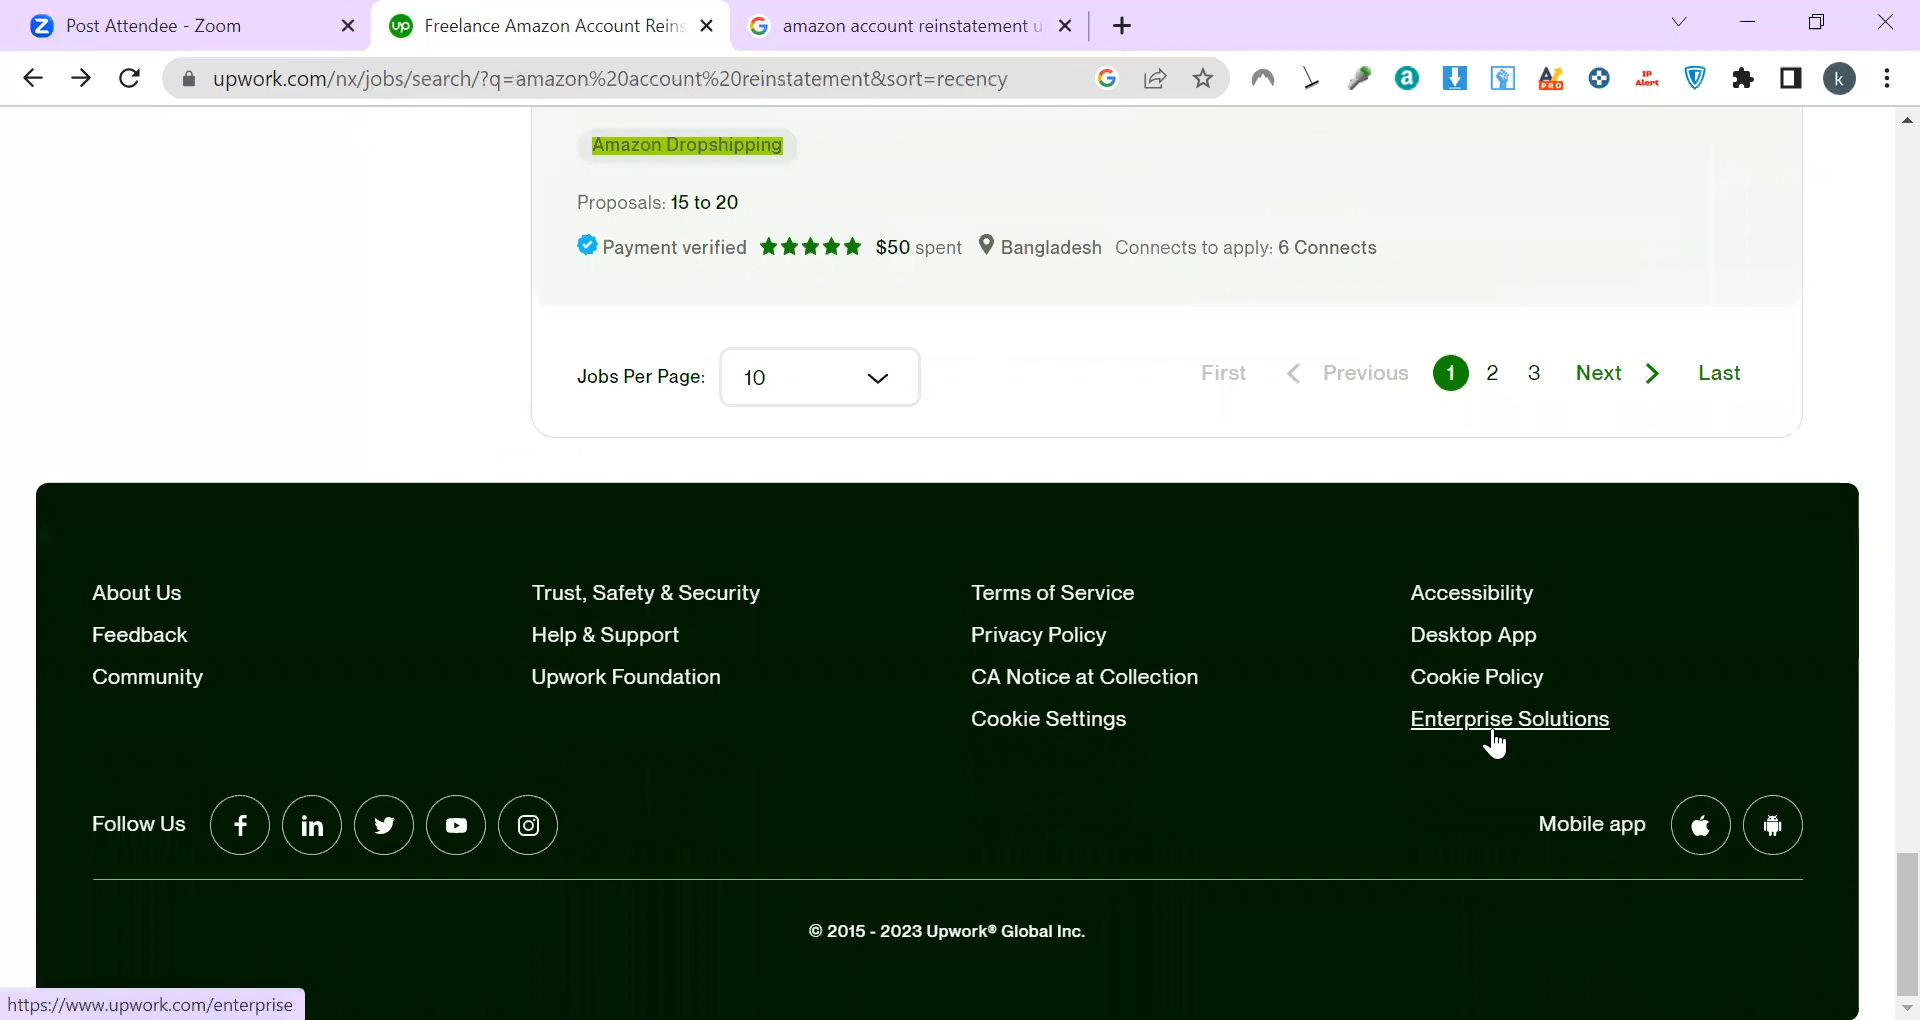 Post Attendee - Zoom
Freelance Amazon Account Reins
amazon account reinstatement u
upwork.com/nx/jobs/search/?q=amazon%20account%20reinstatement&sort=recency
IP
Alert
PRO
k
Amazon Dropshipping
Proposals: 15 to 20
Payment verified $50 spent Bangladesh Connects to apply: 6 Connects
Jobs Per Page: 10 First Previous 1 2 3 Next Last
About Us Trust, Safety & Security Terms of Service Accessibility
Feedback Help & Support Privacy Policy Desktop App
Community Upwork Foundation CA Notice at Collection Cookie Policy
Cookie Settings Enterprise Solutions
Follow Us Mobile app
© 2015 - 2023 Upwork® Global Inc.
https://www.upwork.com/enterprise